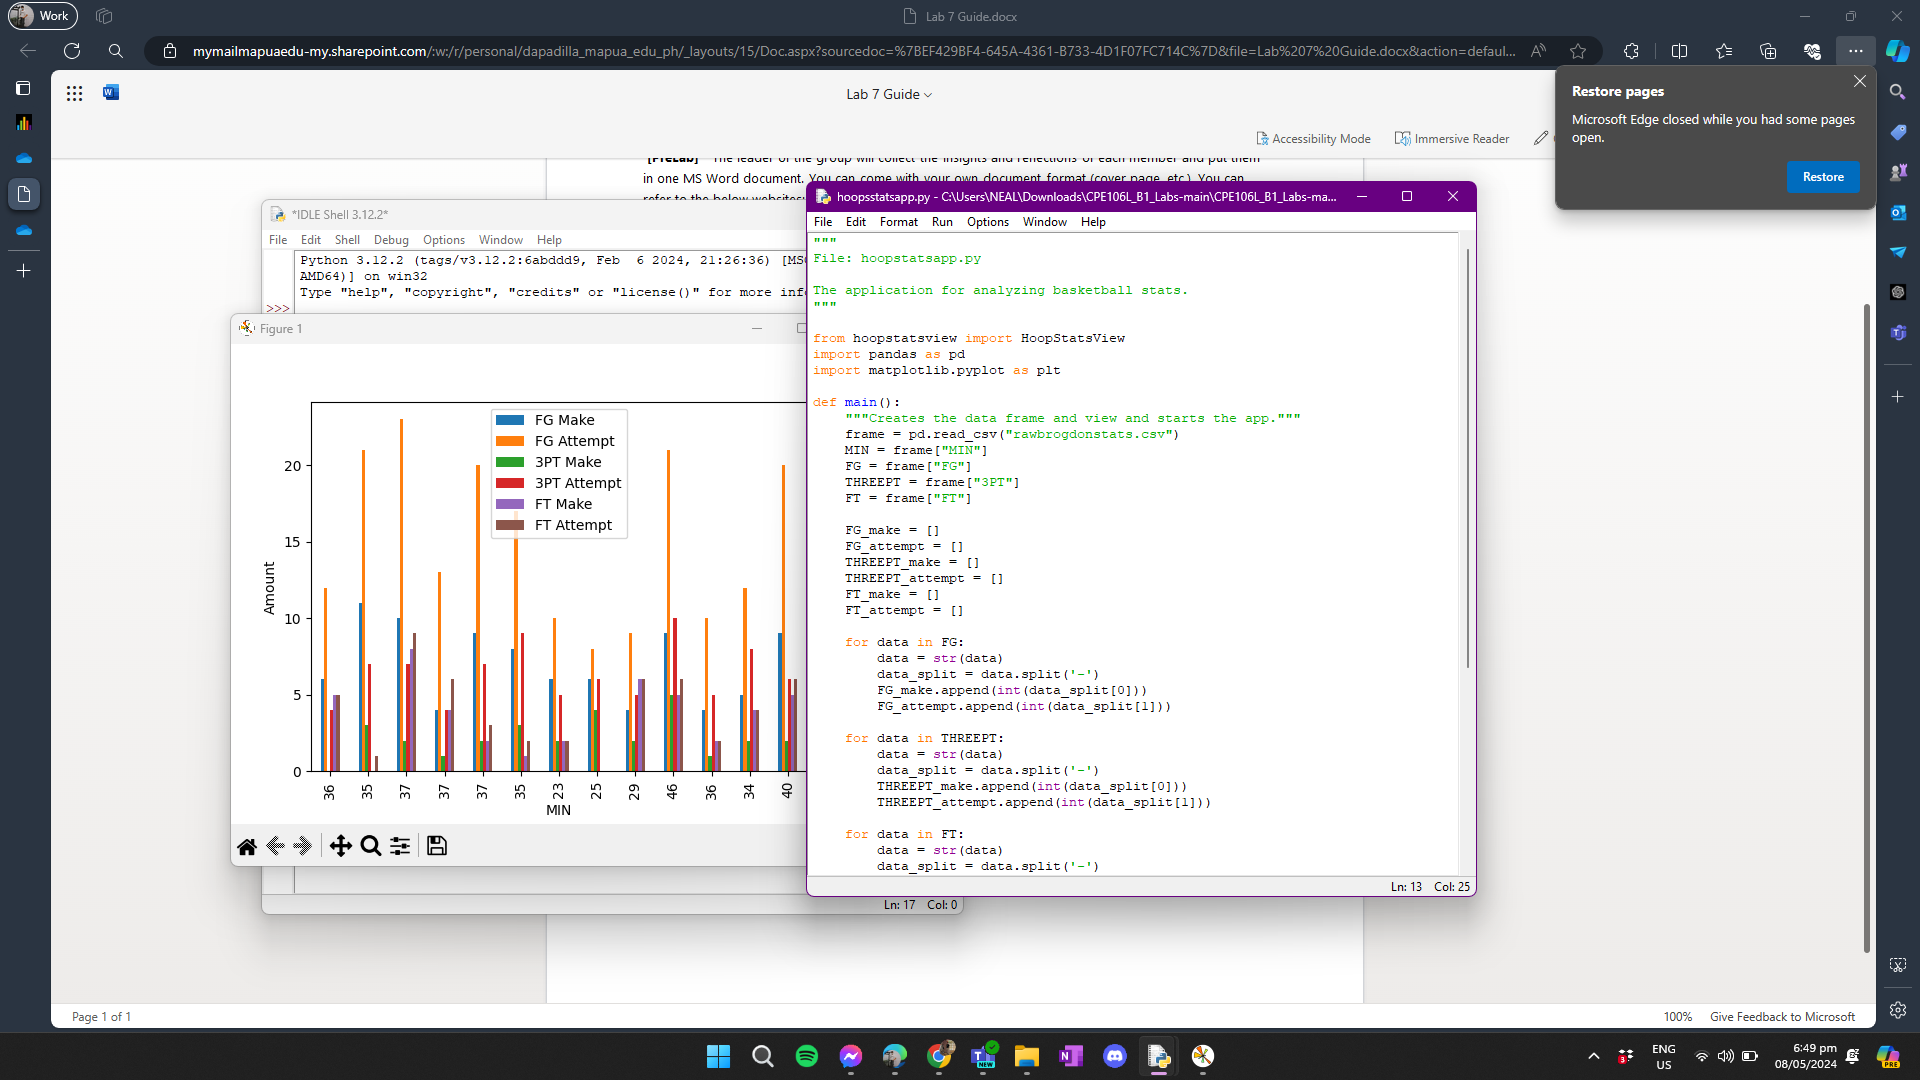 Work
Lab 7 Guide.docx
mymailmapuaedu-my.sharepoint.com/:w:/r/personal/dapadilla_mapua_edu_ph/_layouts/15/Doc.aspx?sourcedoc=%7BEF429BF4-645A-4361-B733-4D1F07FC714C%7D&file=Lab%207%20Guide.docx&action=defaul...
Lab 7 Guide
Accessibility Mode
Immersive Reader
Restore pages
Microsoft Edge closed while you had some pages
open.
Restore
[PreLab] The leader of the group will collect the insights and reflections of each member and put them
in one MS Word document. You can come with your own document format (cover page, etc.) You can
refer to the below websites:
*IDLE Shell 3.12.2*
File Edit Shell Debug Options Window Help
Python 3.12.2 (tags/v3.12.2:6abddd9, Feb  6 2024, 21:26:36) [MSC
AMD64)] on win32
Type "help", "copyright", "credits" or "license()" for more info
>>>
Figure 1
FG Make
FG Attempt
3PT Make
3PT Attempt
FT Make
FT Attempt
20
15
10
5
0
Amount
36 35 37 37 37 35 23 25 29 46 36 34 40
MIN
Ln: 17 Col: 0
hoopsstatsapp.py - C:\Users\NEAL\Downloads\CPE106L_B1_Labs-main\CPE106L_B1_Labs-ma...
File Edit Format Run Options Window Help
"""
File: hoopstatsapp.py
The application for analyzing basketball stats.
"""
from hoopstatsview import HoopStatsView
import pandas as pd
import matplotlib.pyplot as plt
def main():
    """Creates the data frame and view and starts the app."""
    frame = pd.read_csv("rawbrogdonstats.csv")
    MIN = frame["MIN"]
    FG = frame["FG"]
    THREEPT = frame["3PT"]
    FT = frame["FT"]
    FG_make = []
    FG_attempt = []
    THREEPT_make = []
    THREEPT_attempt = []
    FT_make = []
    FT_attempt = []
    for data in FG:
        data = str(data)
        data_split = data.split('-')
        FG_make.append(int(data_split[0]))
        FG_attempt.append(int(data_split[1]))
    for data in THREEPT:
        data = str(data)
        data_split = data.split('-')
        THREEPT_make.append(int(data_split[0]))
        THREEPT_attempt.append(int(data_split[1]))
    for data in FT:
        data = str(data)
        data_split = data.split('-')
Ln: 13 Col: 25
Page 1 of 1
100%
Give Feedback to Microsoft
ENG
US
6:49 pm
08/05/2024